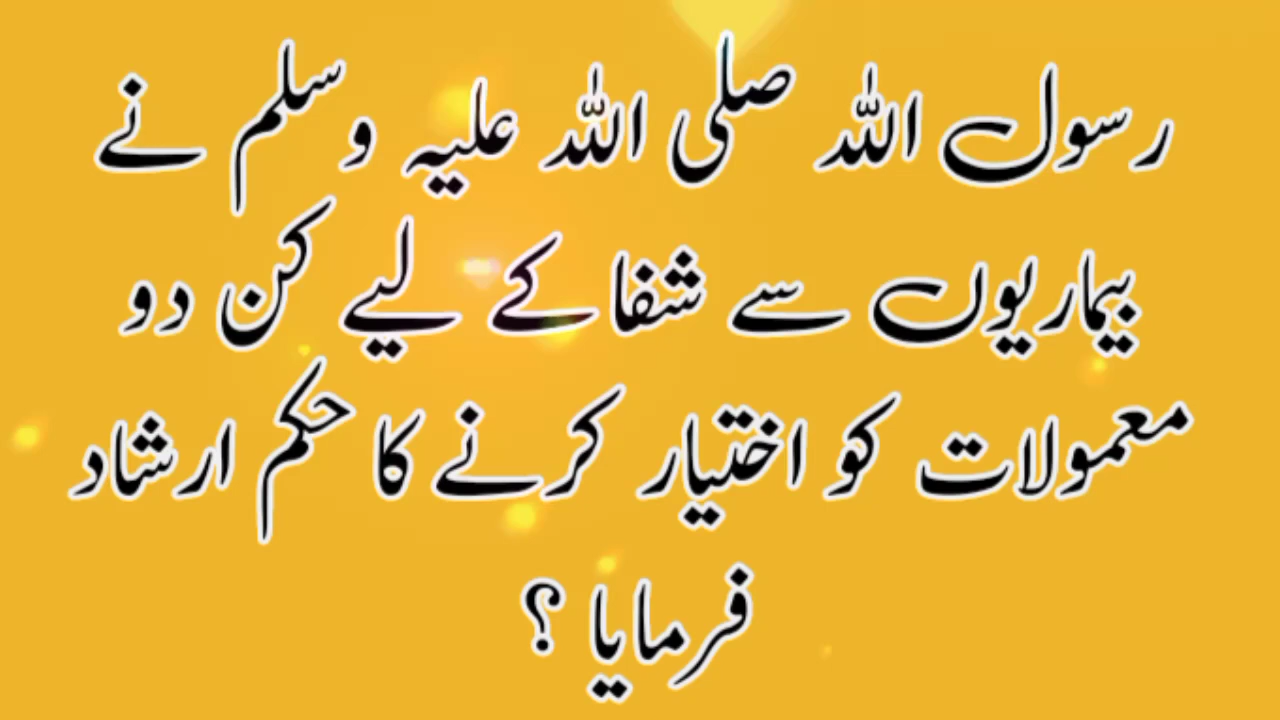 رسول اللہ صلی اللہ علیہ وسلم نے
بیماریوں سے شفا کے لیے کن دو
معمولات کو اختیار کرنے کا حکم ارشاد
فرمایا ؟